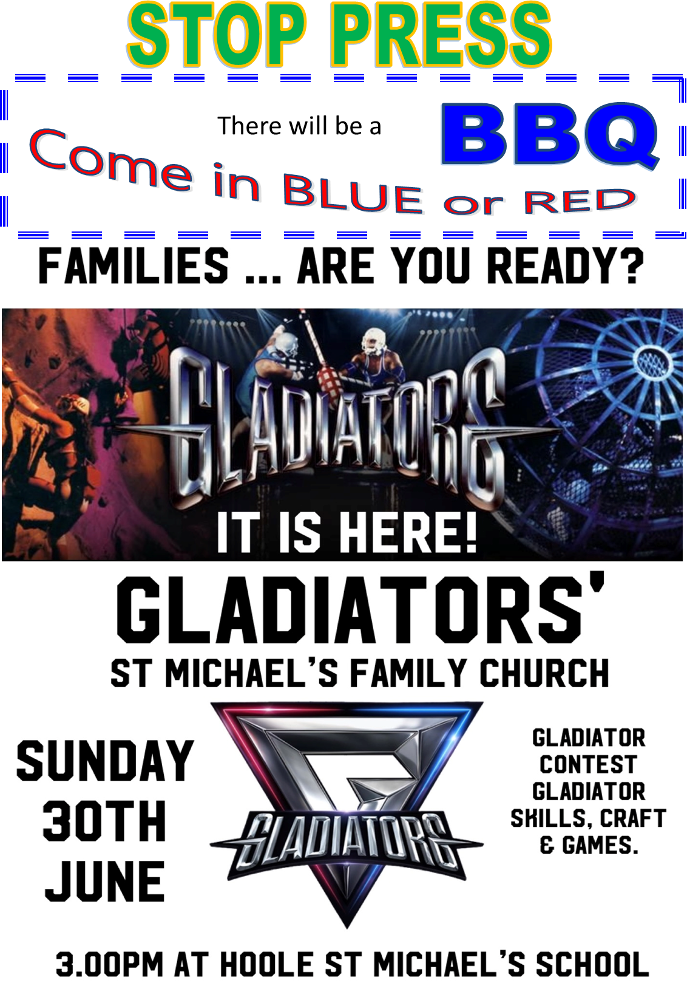 STOP PRESS
There will be a BBQ
Come in BLUE or RED
FAMILIES ... ARE YOU READY?
GLADIATORS
IT IS HERE!
GLADIATORS'
ST MICHAEL'S FAMILY CHURCH
SUNDAY
30TH
JUNE
GLADIATORS
GLADIATOR
CONTEST
GLADIATOR
SKILLS, CRAFT
& GAMES.
3.00PM AT HOOLE ST MICHAEL'S SCHOOL